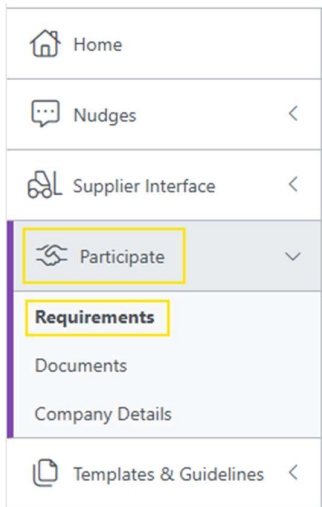 Home
Nudges
Supplier Interface
Participate
Requirements
Documents
Company Details
Templates & Guidelines